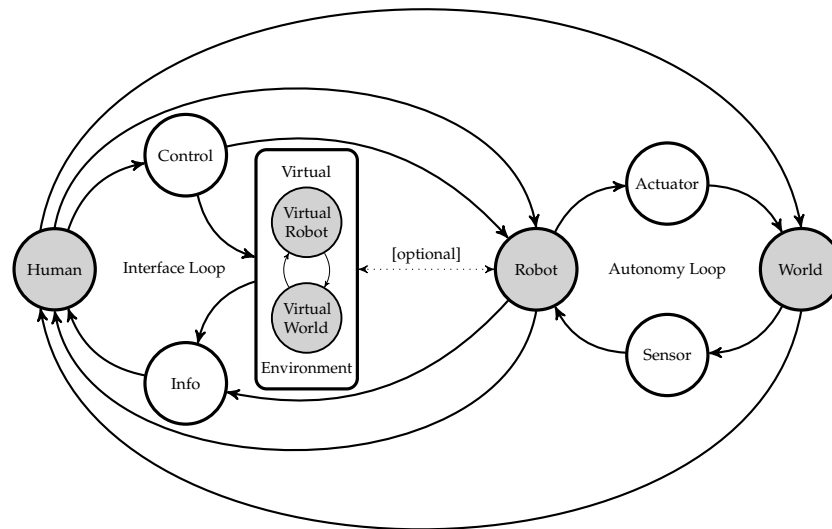 Control
Virtual
Actuator
Virtual
Robot
[optional]
Human
Interface Loop
Robot
Autonomy Loop
World
Virtual
World
Environment
Info
Sensor